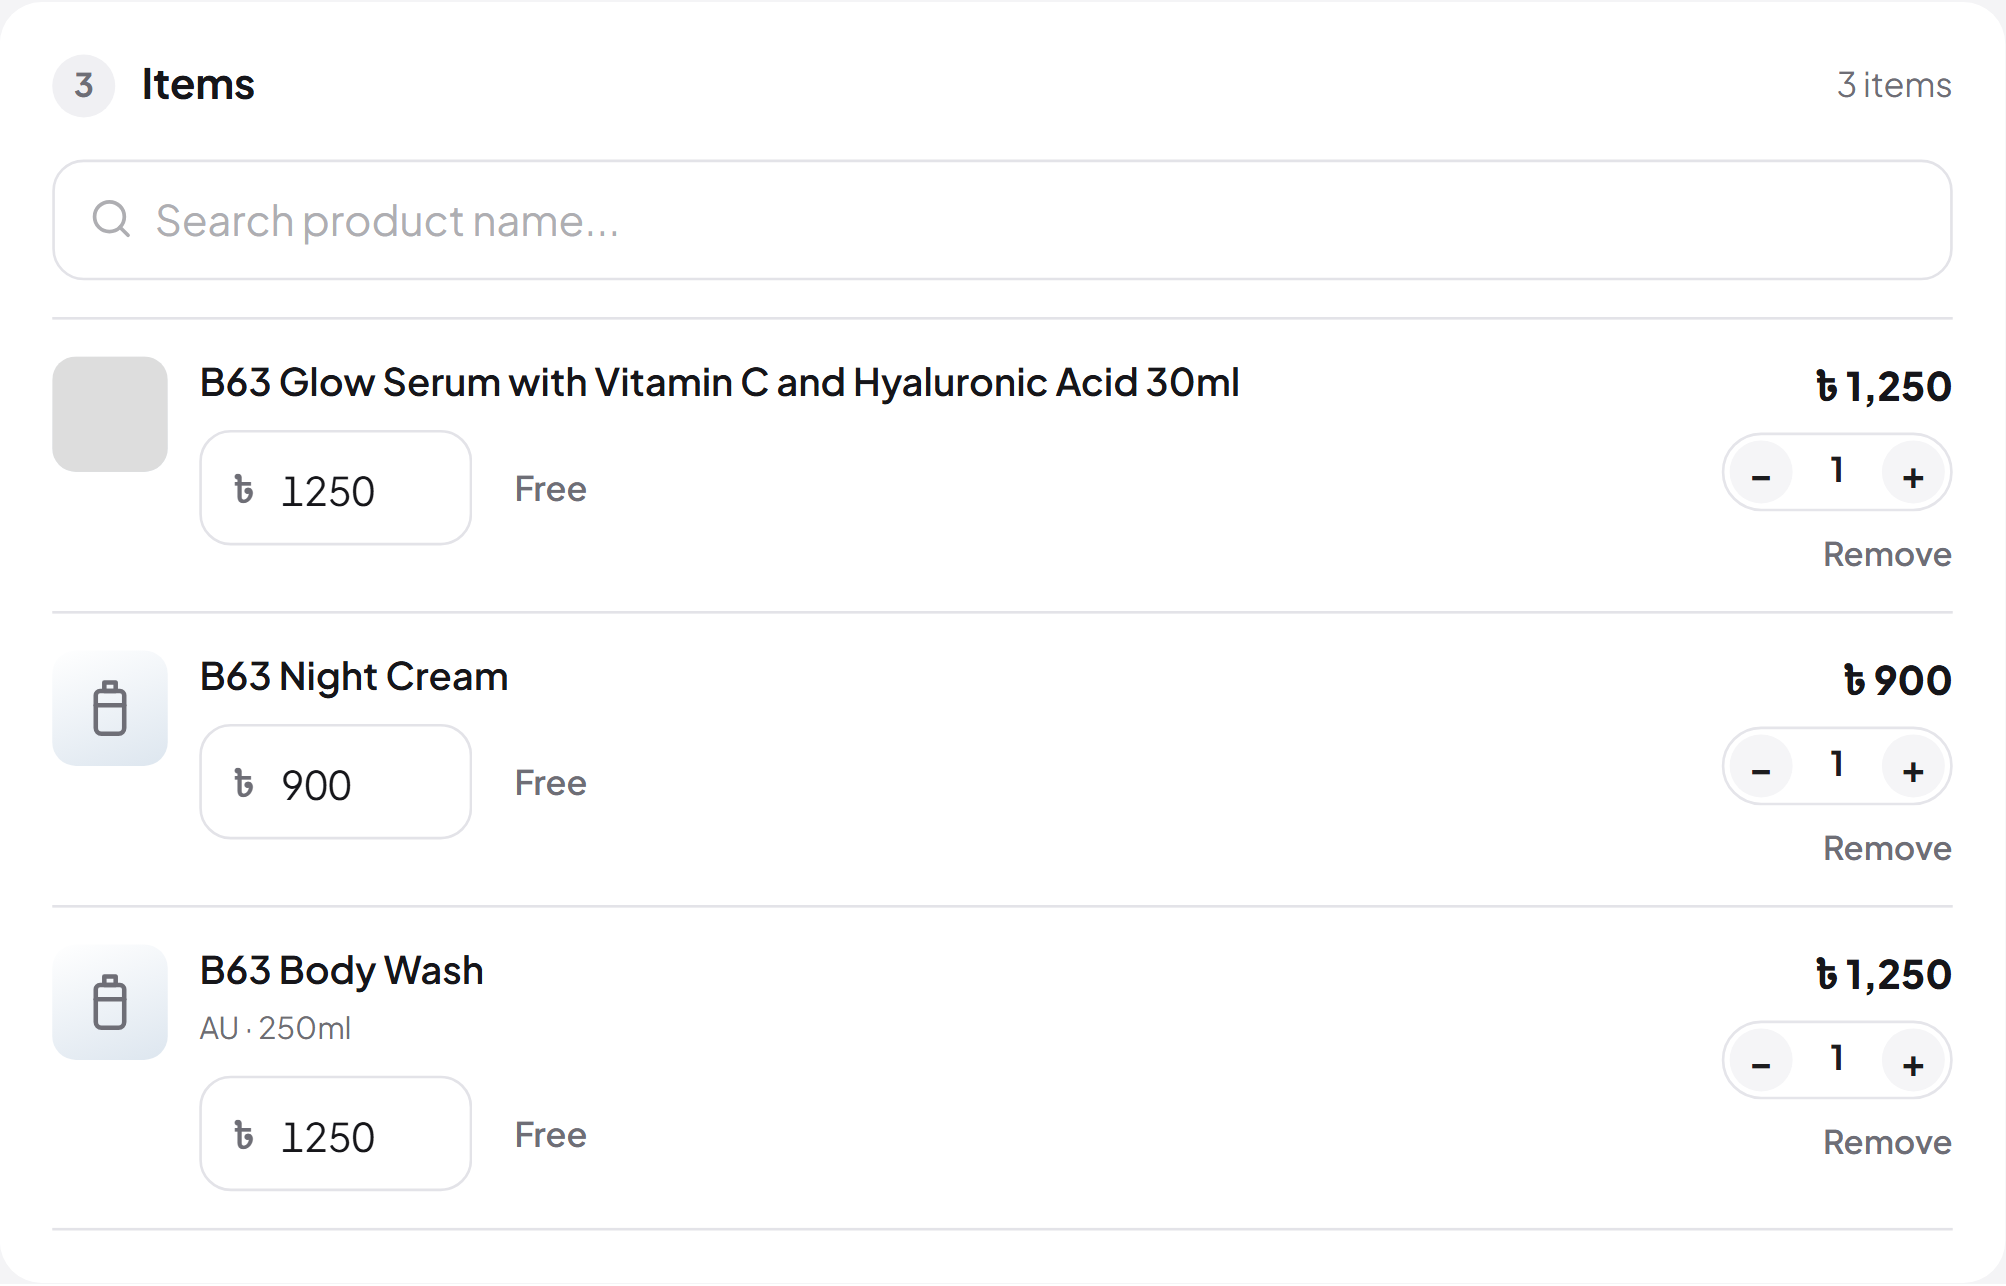 3 Items 3 items
Search product name...
B63 Glow Serum with Vitamin C and Hyaluronic Acid 30ml ৳ 1,250
৳ 1250 Free – 1 +
Remove
B63 Night Cream ৳ 900
৳ 900 Free – 1 +
Remove
B63 Body Wash ৳ 1,250
AU · 250ml
– 1 +
৳ 1250 Free Remove